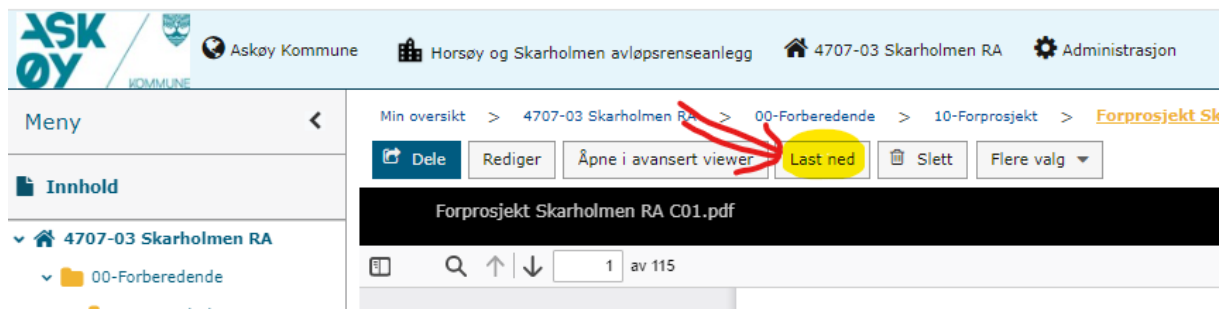 ASK
ØY
KOMMUNE
Askøy Kommune
Horsøy og Skarholmen avløpsrenseanlegg
4707-03 Skarholmen RA
Administrasjon
Meny
Min oversikt > 4707-03 Skarholmen RA > 00-Forberedende > 10-Forprosjekt > Forprosjekt Sk
Dele
Rediger
Åpne i avansert viewer
Last ned
Slett
Flere valg
Innhold
Forprosjekt Skarholmen RA C01.pdf
4707-03 Skarholmen RA
1 av 115
00-Forberedende